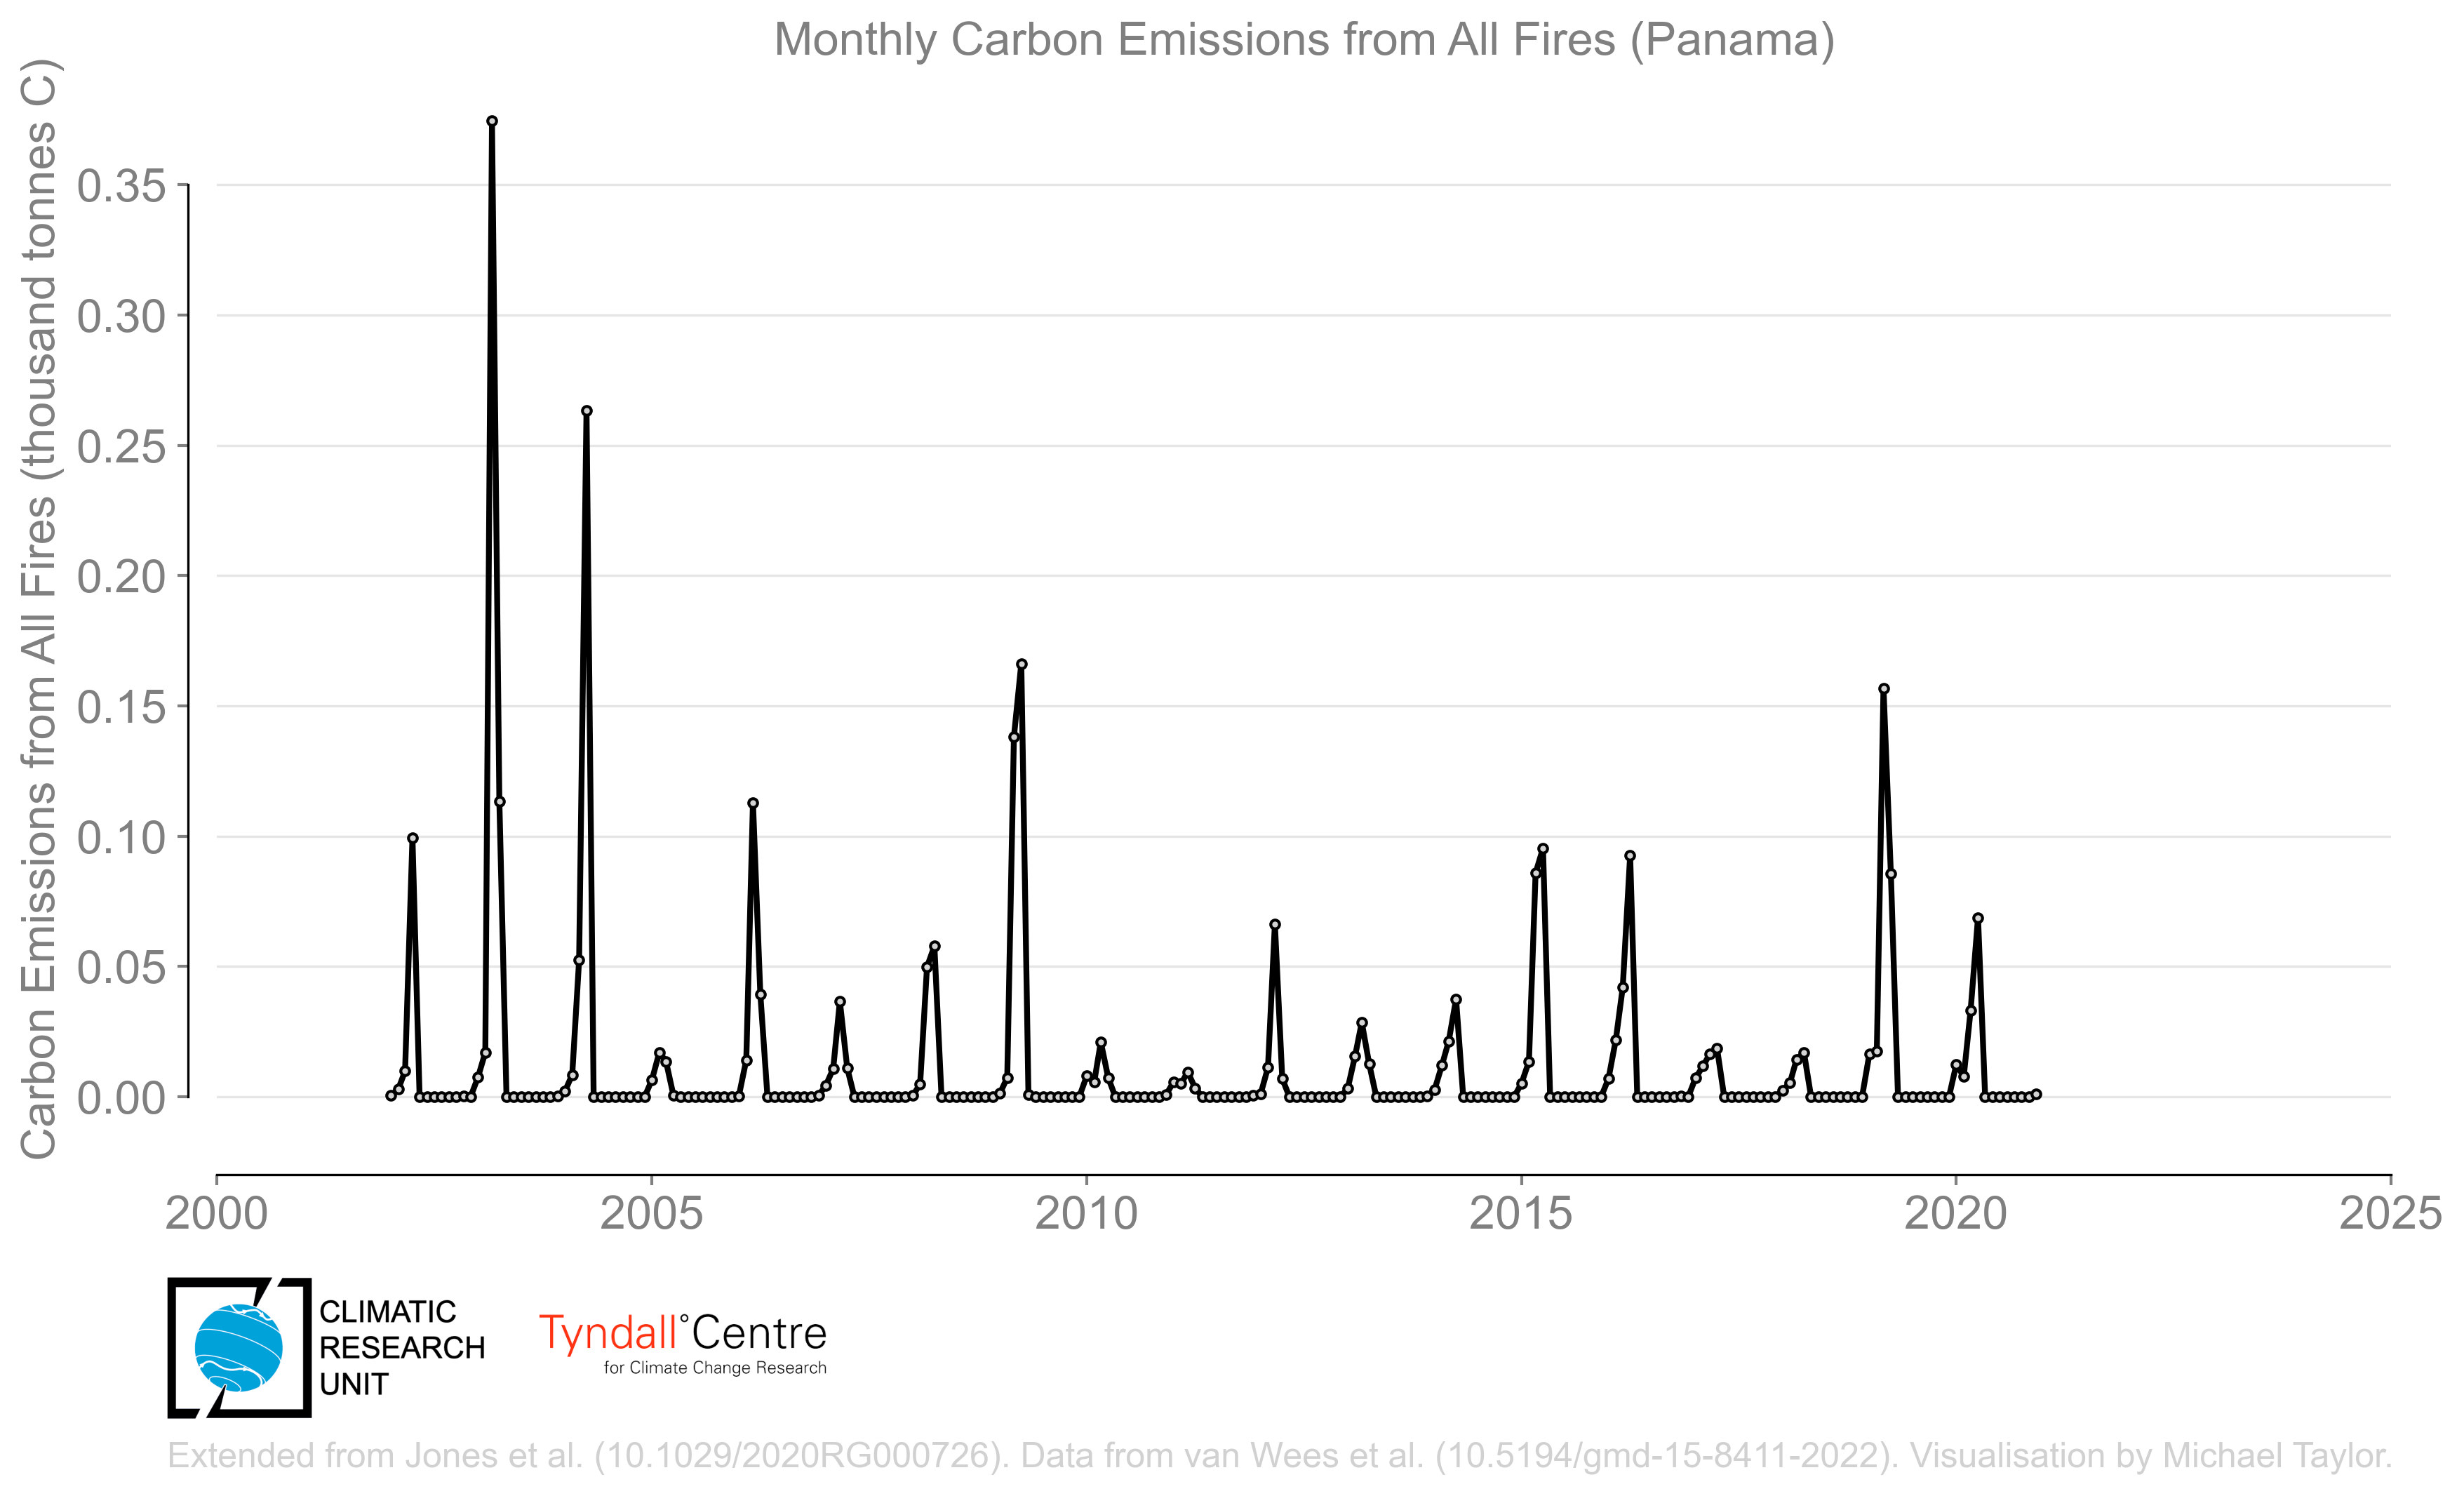 Monthly Carbon Emissions from All Fires (Panama)
Carbon Emissions from All Fires (thousand tonnes C)
0.35
0.30
0.25
0.20
0.15
0.10
0.05
0.00
2000
2005
2010
2015
2020
2025
CLIMATIC
RESEARCH
UNIT
Tyndall°Centre
for Climate Change Research
Extended from Jones et al. (10.1029/2020RG000726). Data from van Wees et al. (10.5194/gmd-15-8411-2022). Visualisation by Michael Taylor.